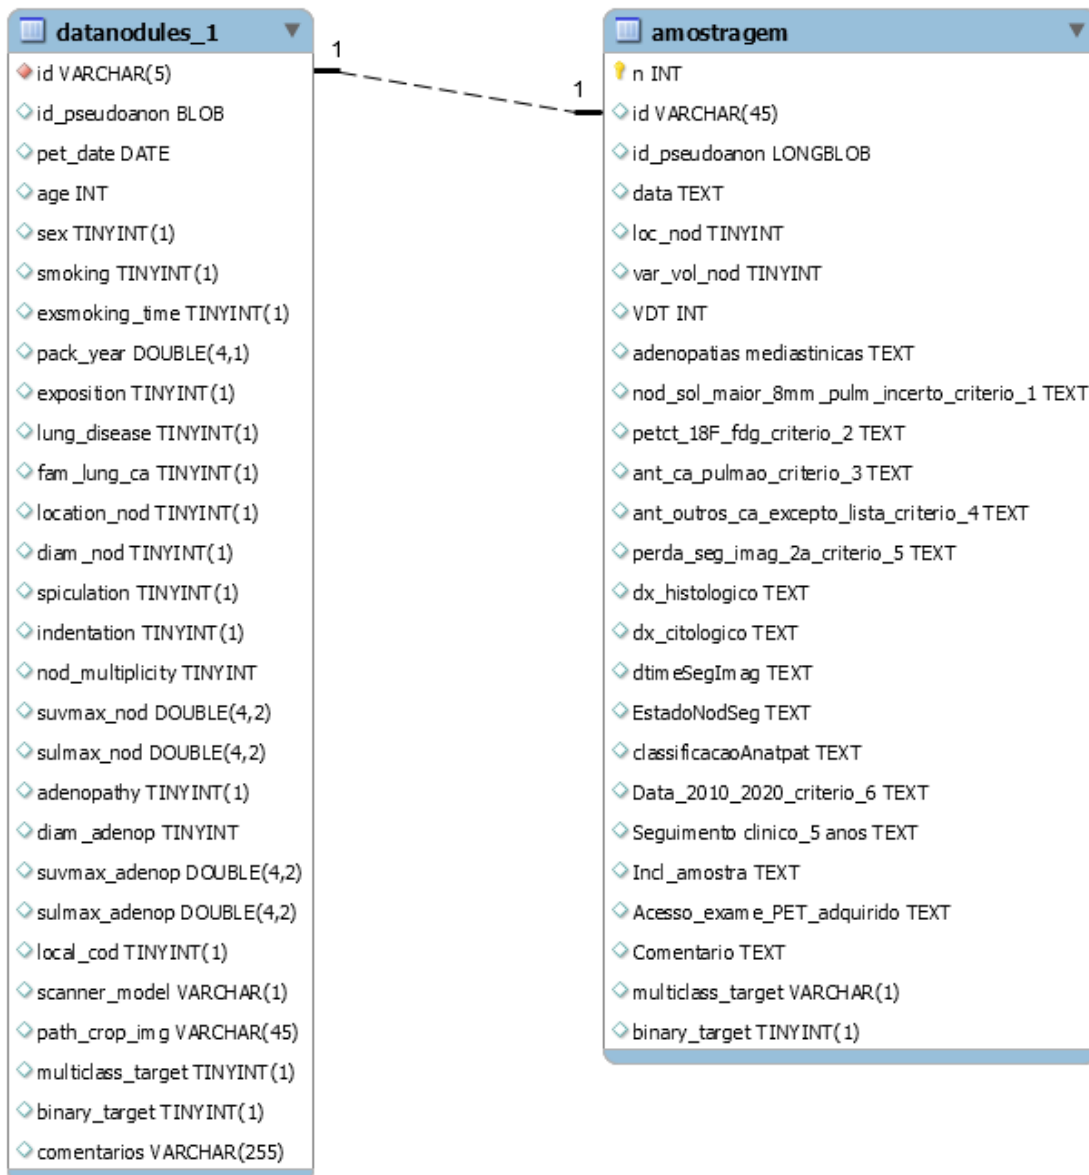 datanodules_1
id VARCHAR(5)
id_pseudoanon BLOB
pet_date DATE
age INT
sex TINYINT(1)
smoking TINYINT(1)
exsmoking_time TINYINT(1)
pack_year DOUBLE(4,1)
exposition TINYINT(1)
lung_disease TINYINT(1)
fam_lung_ca TINYINT(1)
location_nod TINYINT(1)
diam_nod TINYINT(1)
spiculation TINYINT(1)
indentation TINYINT(1)
nod_multiplicity TINYINT
suvmax_nod DOUBLE(4,2)
sulmax_nod DOUBLE(4,2)
adenopathy TINYINT(1)
diam_adenop TINYINT
suvmax_adenop DOUBLE(4,2)
sulmax_adenop DOUBLE(4,2)
local_cod TINYINT(1)
scanner_model VARCHAR(1)
path_crop_img VARCHAR(45)
multiclass_target TINYINT(1)
binary_target TINYINT(1)
comentarios VARCHAR(255)
1
1
amostragem
n INT
id VARCHAR(45)
id_pseudoanon LONGBLOB
data TEXT
loc_nod TINYINT
var_vol_nod TINYINT
VDT INT
adenopatias mediastinicas TEXT
nod_sol_maior_8mm_pulm_incerto_criterio_1 TEXT
petct_18F_fdg_criterio_2 TEXT
ant_ca_pulmao_criterio_3 TEXT
ant_outros_ca_excepto_lista_criterio_4 TEXT
perda_seg_imag_2a_criterio_5 TEXT
dx_histologico TEXT
dx_citologico TEXT
dtimeSegImag TEXT
EstadoNodSeg TEXT
classificacaoAnatpat TEXT
Data_2010_2020_criterio_6 TEXT
Seguimento clinico_5 anos TEXT
Incl_amostra TEXT
Acesso_exame_PET_adquirido TEXT
Comentario TEXT
multiclass_target VARCHAR(1)
binary_target TINYINT(1)